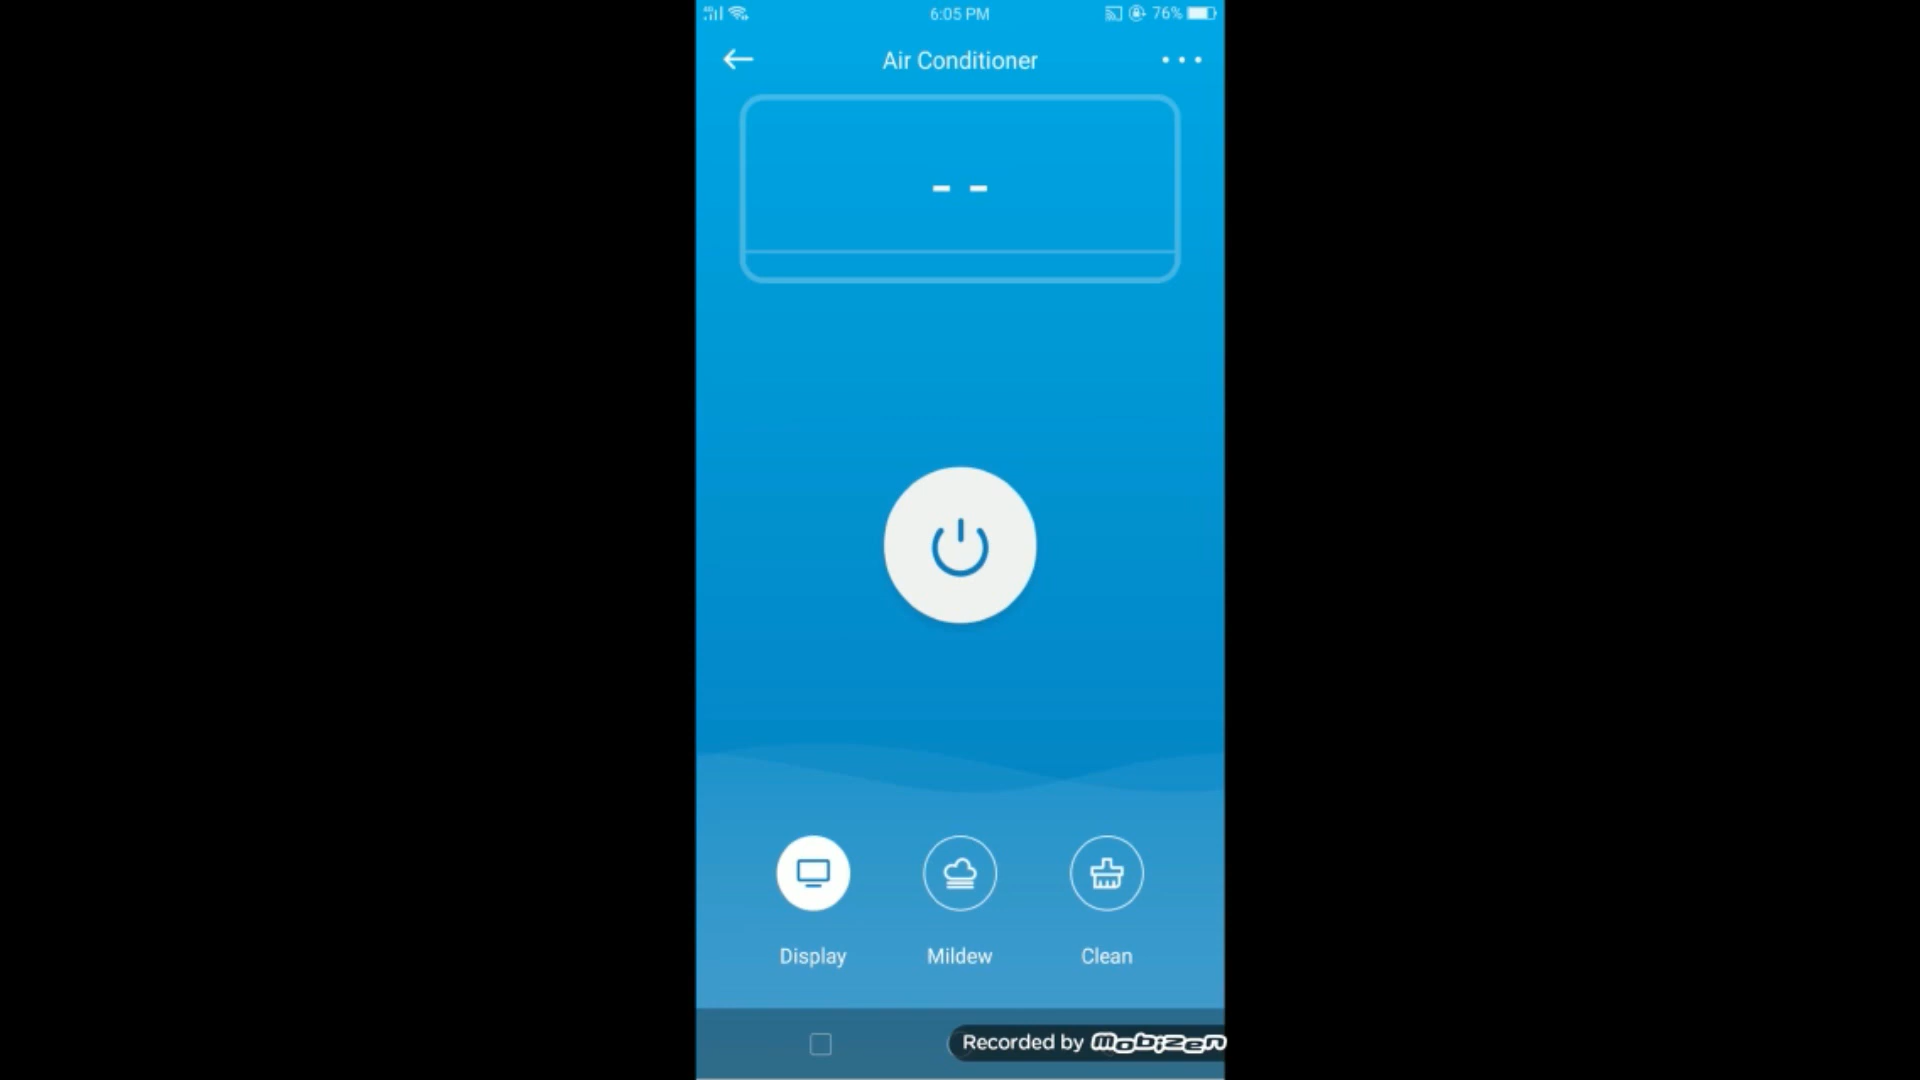 6:05 PM
76%
Air Conditioner
- -
Display
Mildew
Clean
Recorded by Mobizen